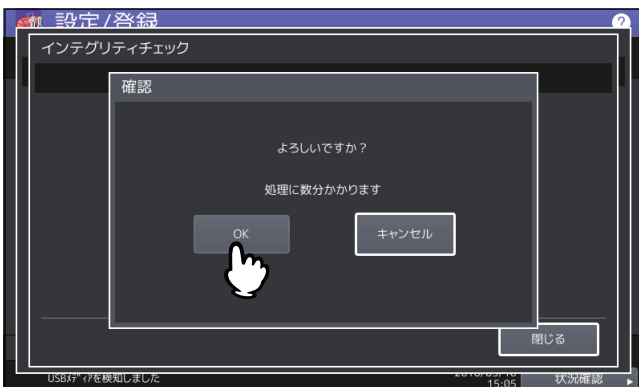 設定/登録
?
インテグリティチェック
確認
よろしいですか？
処理に数分かかります
OK
キャンセル
閉じる
USBﾒﾃﾞｨｱを検知しました
15:05
状況確認